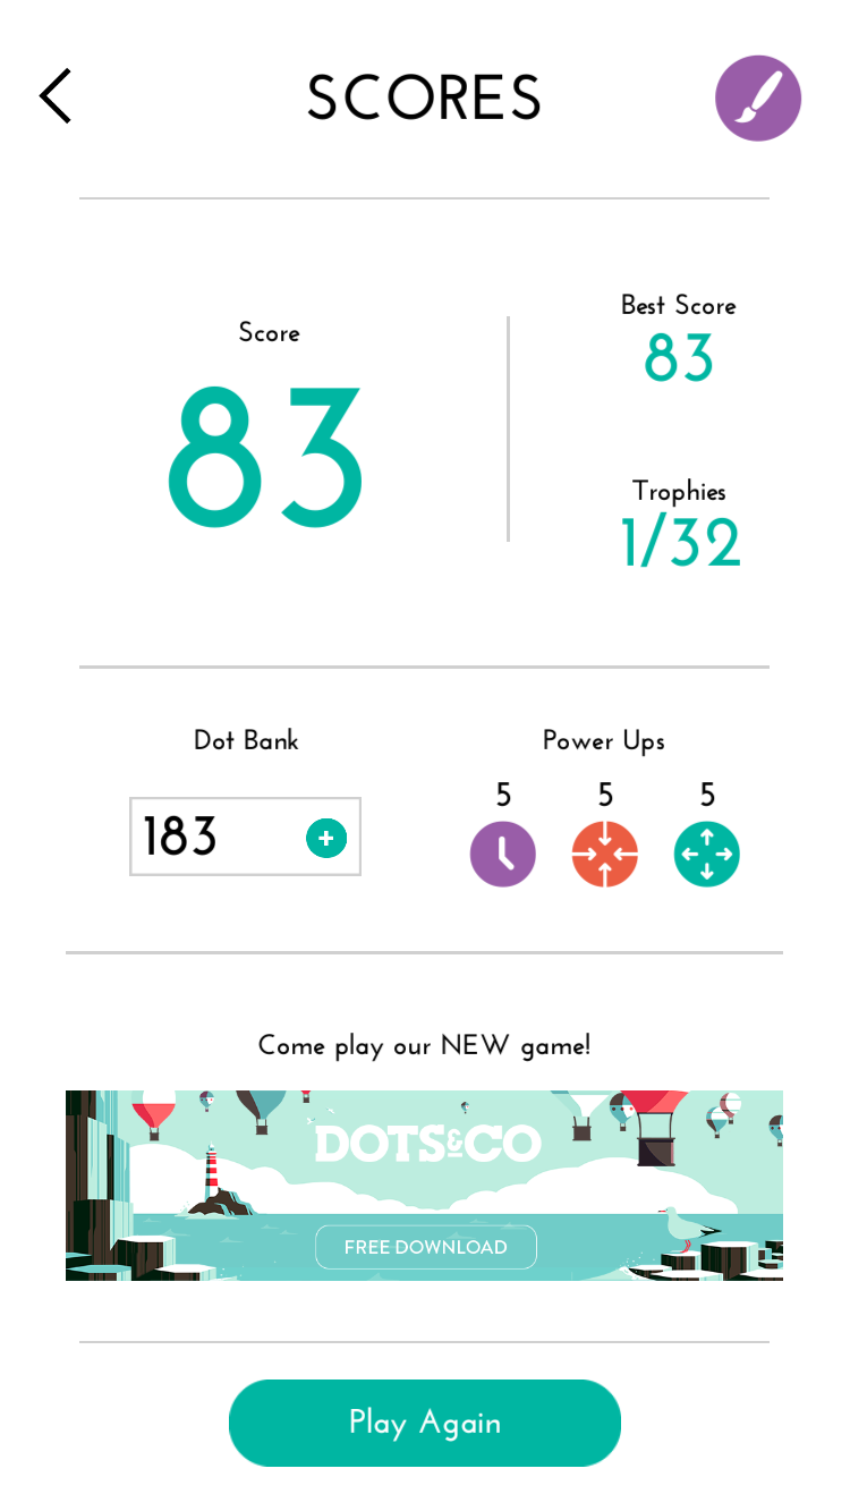 SCORES
Score
83
Best Score
83
Trophies
1/32
Dot Bank
183
+
Power Ups
5 5 5
Come play our NEW game!
DOTS&CO
FREE DOWNLOAD
Play Again